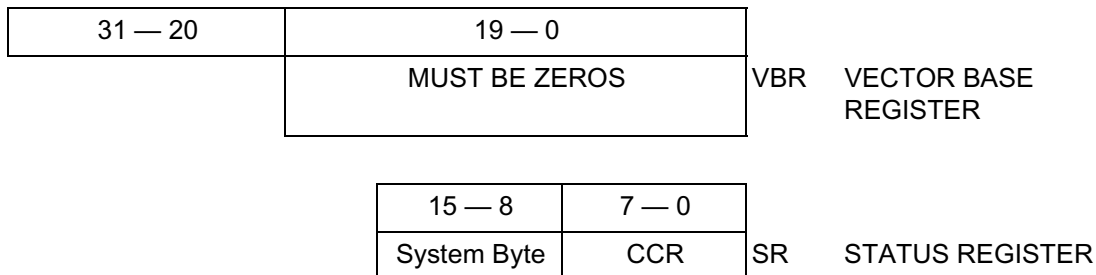 31 — 20 19 — 0
MUST BE ZEROS VBR VECTOR BASE
REGISTER
15 — 8 7 — 0
System Byte CCR SR STATUS REGISTER